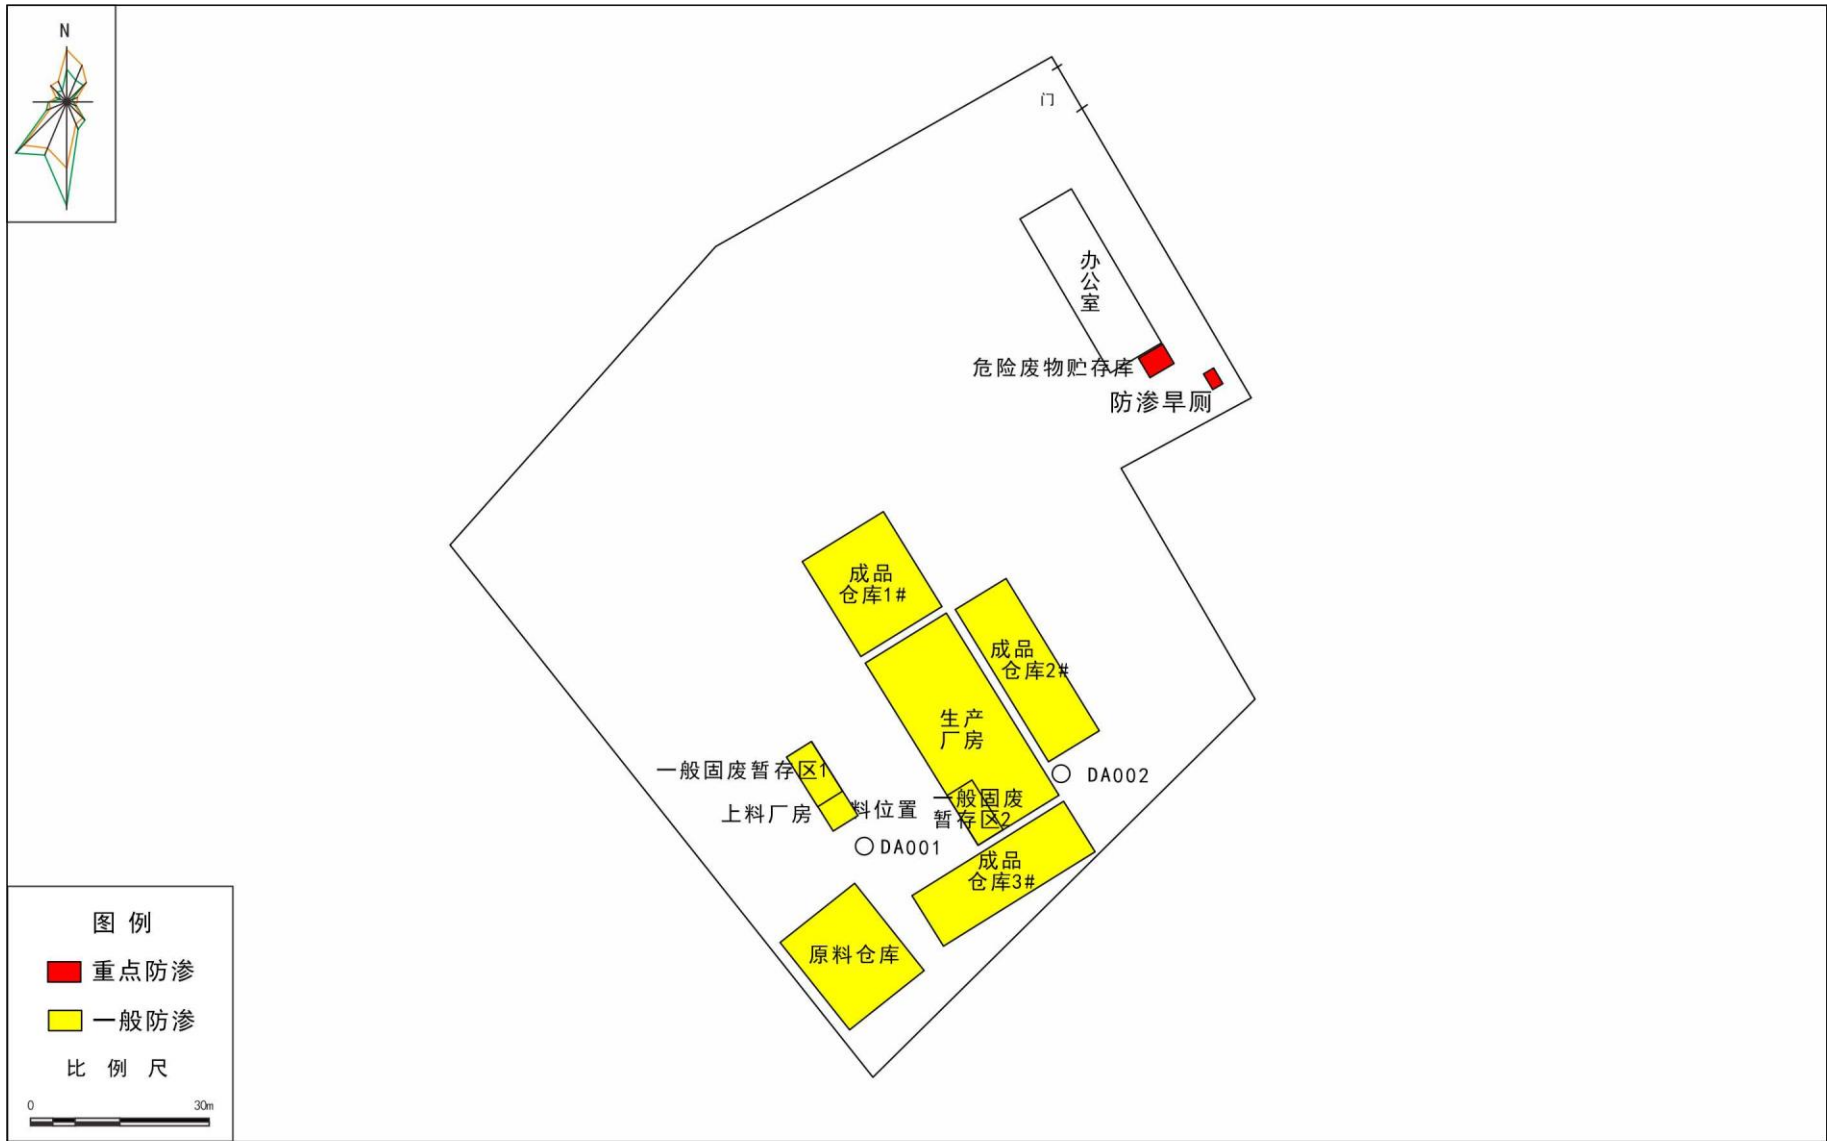 N
门
办
公
室
危险废物贮存库
防渗旱厕
成品
仓库1#
成品
仓库2#
生产
厂房
一般固废暂存区1
上料厂房
料位置
一般固废
暂存区2
DA002
DA001
成品
仓库3#
原料仓库
图 例
重点防渗
一般防渗
比 例 尺
0 30m